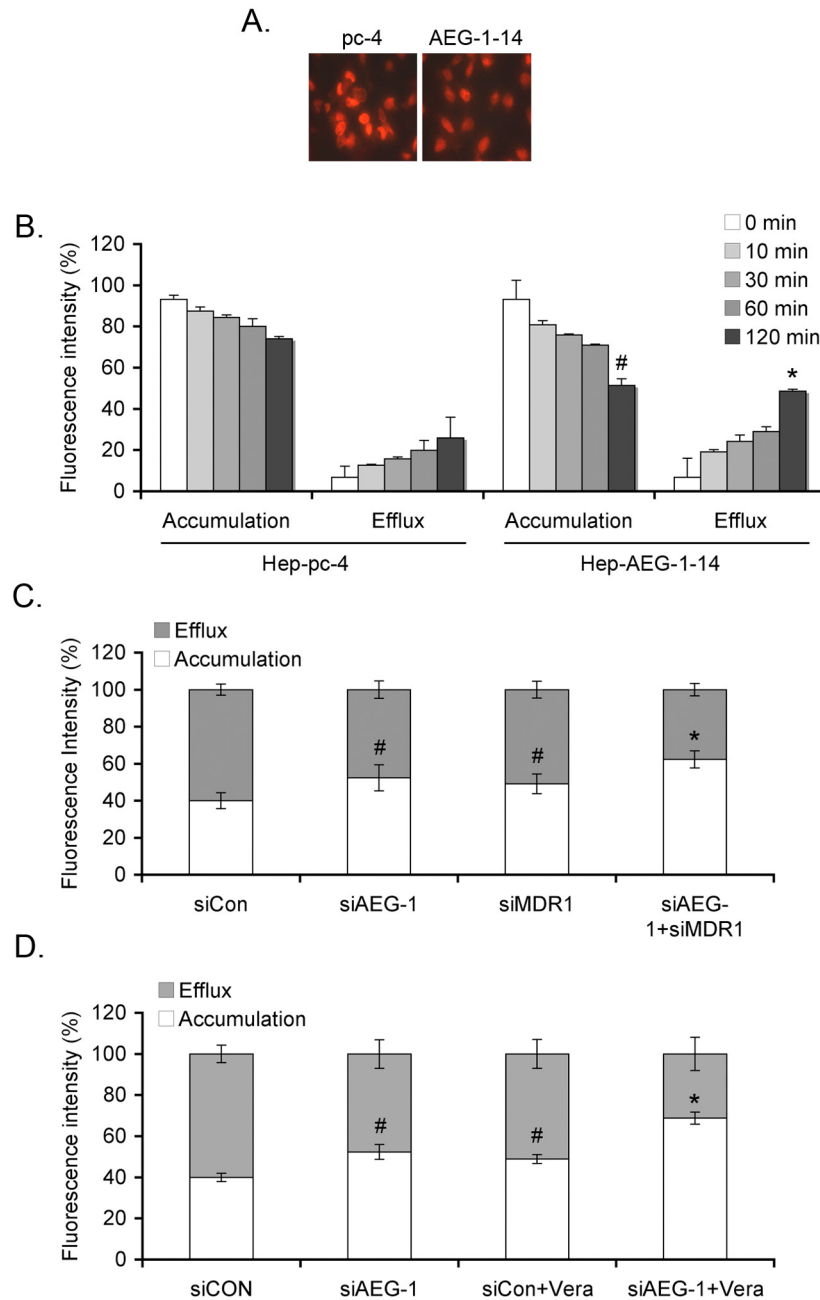 A.
pc-4 AEG-1-14
B.
Fluorescence intensity (%)
120
100
80
60
40
20
0
0 min
10 min
30 min
60 min
120 min
#
*
Accumulation Efflux Accumulation Efflux
Hep-pc-4 Hep-AEG-1-14
C.
Efflux
Accumulation
Fluorescence Intensity (%)
120
100
80
60
40
20
0
# # *
siCon siAEG-1 siMDR1 siAEG-
1+siMDR1
D.
Efflux
Accumulation
Fluorescence intensity (%)
120
100
80
60
40
20
0
# # *
siCON siAEG-1 siCon+Vera siAEG-1+Vera